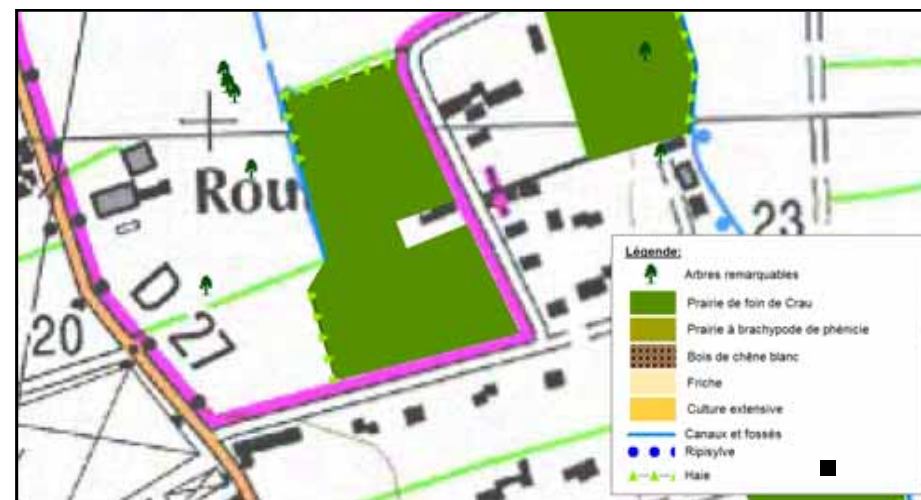 Rou
D
27
20
23
Légende:
Arbres remarquables
Prairie de foin de Crau
Prairie à brachypode de phénicie
Bois de chêne blanc
Friche
Culture extensive
Canaux et fossés
Ripisylve
Haie